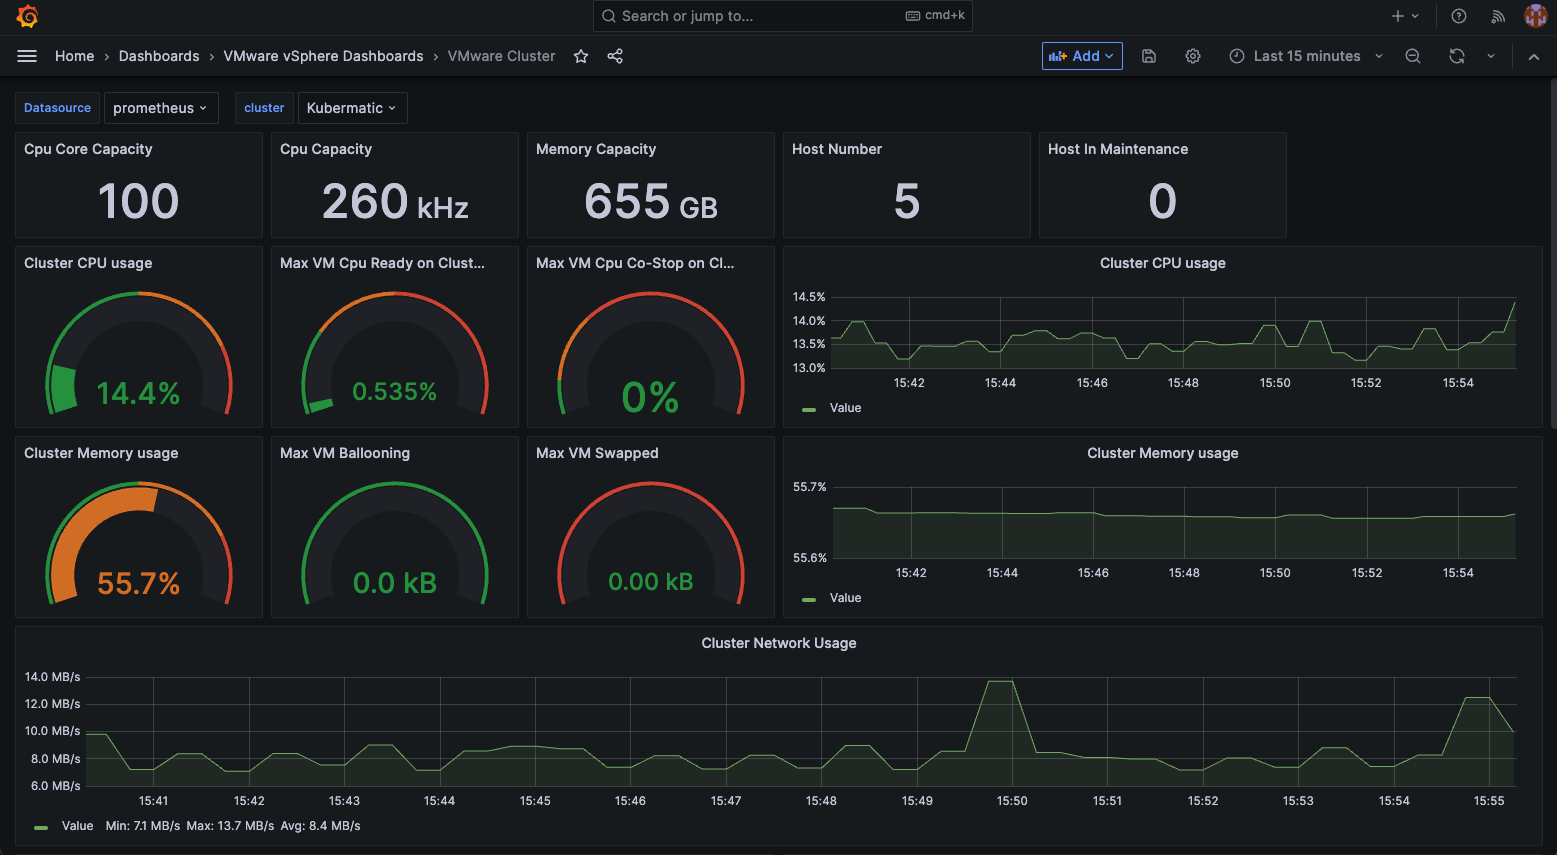 Search or jump to...
cmd+k
Home › Dashboards › VMware vSphere Dashboards › VMware Cluster
Add
Last 15 minutes
Datasource prometheus cluster Kubermatic
Cpu Core Capacity
100
Cpu Capacity
260 kHz
Memory Capacity
655 GB
Host Number
5
Host In Maintenance
0
Cluster CPU usage
14.4%
Max VM Cpu Ready on Clust...
0.535%
Max VM Cpu Co-Stop on Cl...
0%
Cluster CPU usage
14.5%
14.0%
13.5%
13.0%
15:42 15:44 15:46 15:48 15:50 15:52 15:54
Value
Cluster Memory usage
55.7%
Max VM Ballooning
0.0 kB
Max VM Swapped
0.00 kB
Cluster Memory usage
55.7%
55.6%
15:42 15:44 15:46 15:48 15:50 15:52 15:54
Value
Cluster Network Usage
14.0 MB/s
12.0 MB/s
10.0 MB/s
8.0 MB/s
6.0 MB/s
15:41 15:42 15:43 15:44 15:45 15:46 15:47 15:48 15:49 15:50 15:51 15:52 15:53 15:54 15:55
Value Min: 7.1 MB/s Max: 13.7 MB/s Avg: 8.4 MB/s